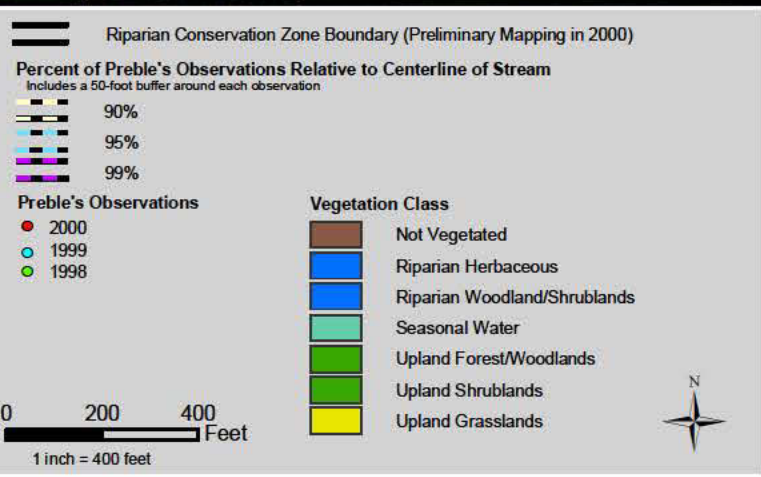 Riparian Conservation Zone Boundary (Preliminary Mapping in 2000)
Percent of Preble's Observations Relative to Centerline of Stream
Includes a 50-foot buffer around each observation
90%
95%
99%
Preble's Observations
2000
1999
1998
Vegetation Class
Not Vegetated
Riparian Herbaceous
Riparian Woodland/Shrublands
Seasonal Water
Upland Forest/Woodlands
Upland Shrublands
Upland Grasslands
0 200 400
Feet
1 inch = 400 feet
N